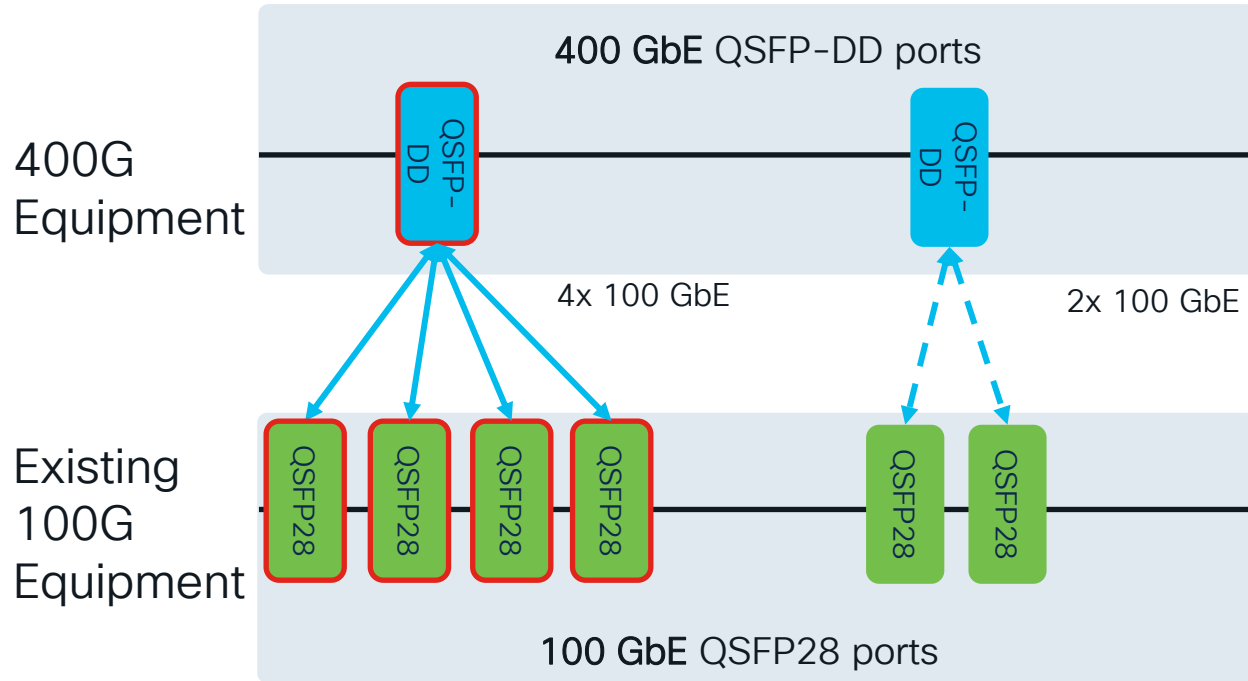 400 GbE QSFP-DD ports
400G
Equipment
QSFP-
DD
QSFP-
DD
4x 100 GbE
2x 100 GbE
Existing
100G
Equipment
QSFP28
QSFP28
QSFP28
QSFP28
QSFP28
QSFP28
100 GbE QSFP28 ports